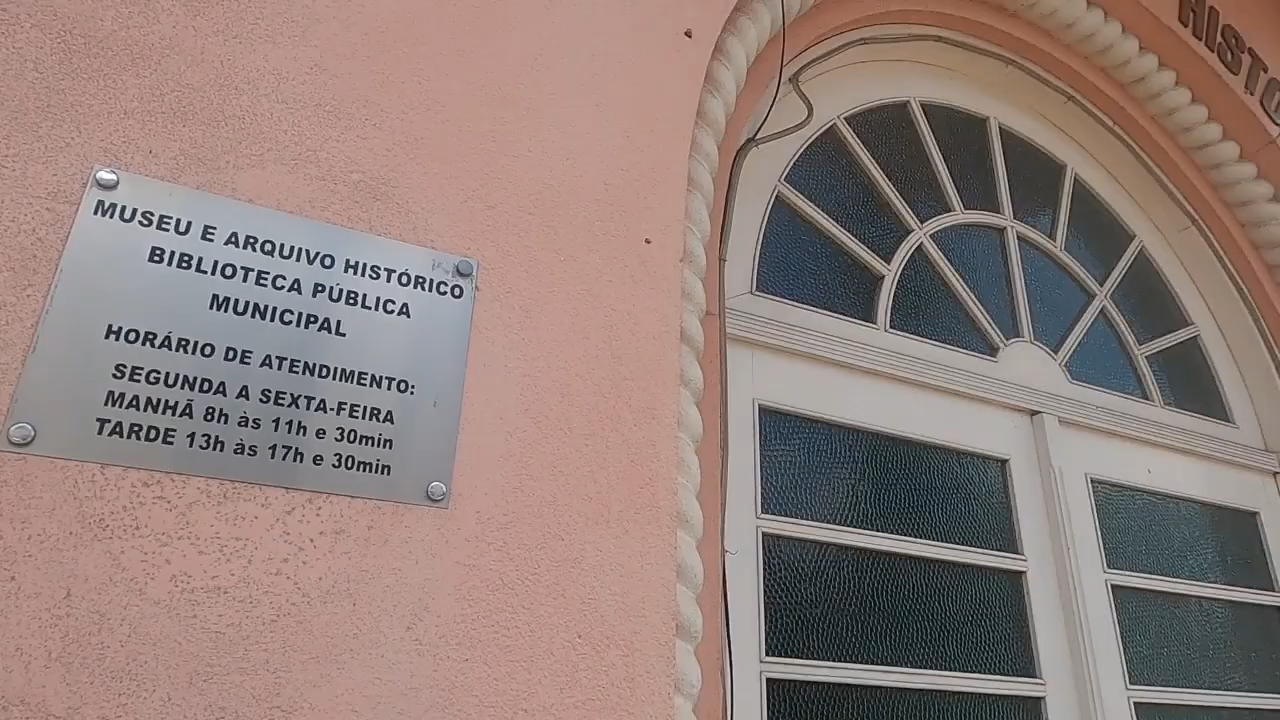 MUSEU E ARQUIVO HISTÓRICO
BIBLIOTECA PÚBLICA
MUNICIPAL
HORÁRIO DE ATENDIMENTO:
SEGUNDA A SEXTA-FEIRA
MANHÃ 8h às 11h e 30min
TARDE 13h às 17h e 30min
HISTO